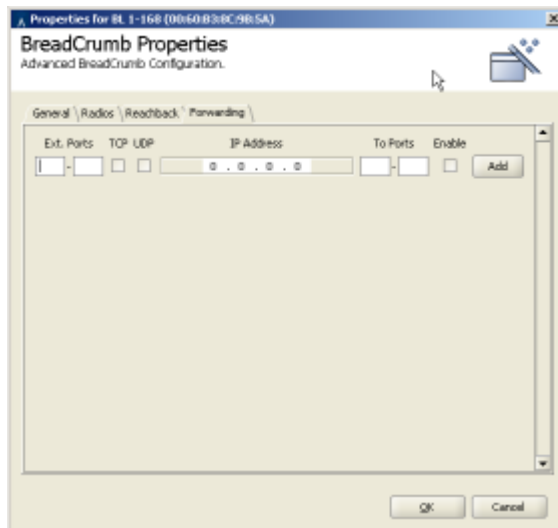 Properties for BL 1-168 (00:60:B3:8C:9B:5A)
BreadCrumb Properties
Advanced BreadCrumb Configuration.
General \ Radios \ Reachback \ Forwarding \
Ext. Ports TCP UDP IP Address To Ports Enable
- 0 . 0 . 0 . 0 - Add
OK Cancel